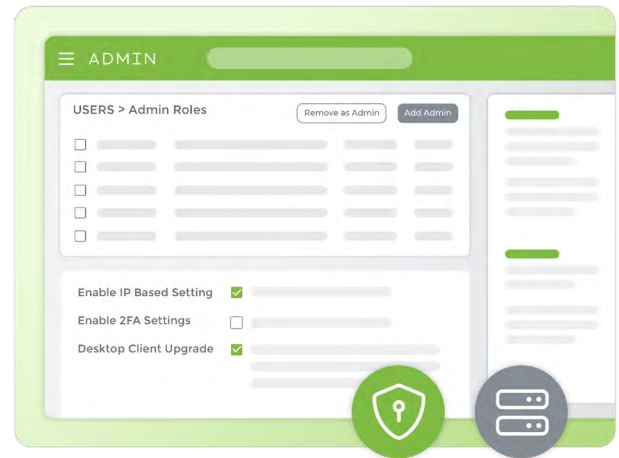 ADMIN
USERS > Admin Roles
Remove as Admin
Add Admin
Enable IP Based Setting
Enable 2FA Settings
Desktop Client Upgrade